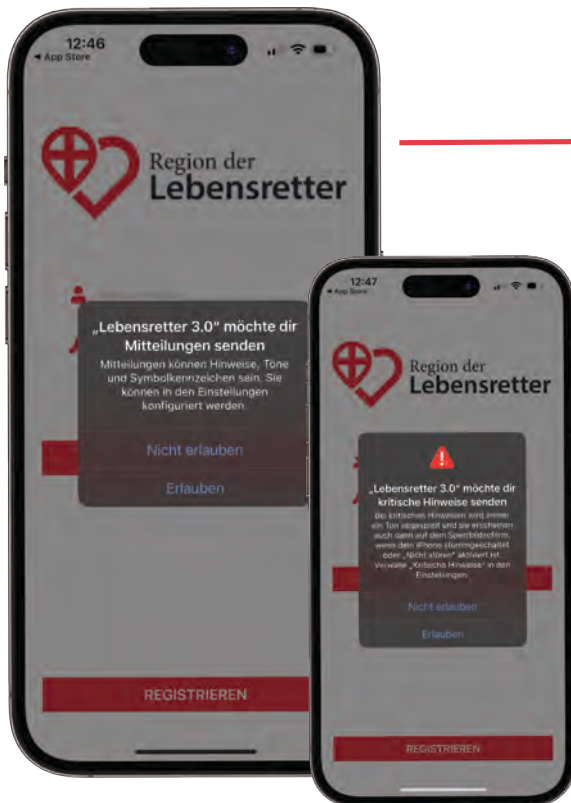 12:46
◀ App Store
Region der
Lebensretter
„Lebensretter 3.0“ möchte dir
Mitteilungen senden
Mitteilungen können Hinweise, Töne
und Symbolkennzeichen sein. Sie
können in den Einstellungen
konfiguriert werden.
Nicht erlauben
Erlauben
REGISTRIEREN
12:47
◀ App Store
Region der
Lebensretter
„Lebensretter 3.0“ möchte dir
kritische Hinweise senden
Bei kritischen Hinweisen wird immer
ein Ton abgespielt und sie erscheinen
auch dann auf dem Sperrbildschirm,
wenn dein iPhone stummgeschaltet
oder „Nicht stören“ aktiviert ist.
Verwalte „Kritische Hinweise“ in den
Einstellungen.
Nicht erlauben
Erlauben
REGISTRIEREN